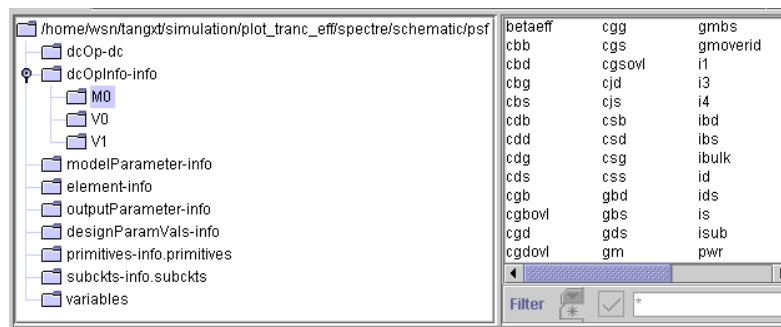 /home/wsn/tangxt/simulation/plot_tranc_eff/spectre/schematic/psf
dcOp-dc
dcOpInfo-info
M0
V0
V1
modelParameter-info
element-info
outputParameter-info
designParamVals-info
primitives-info.primitives
subckts-info.subckts
variables
betaeff cgg gmbs
cbb cgs gmoverid
cbd cgsovl i1
cbg cjd i3
cbs cjs i4
cdb csb ibd
cdd csd ibs
cdg csg ibulk
cds css id
cgb gbd ids
cgbovl gbs is
cgd gds isub
cgdovl gm pwr
Filter *